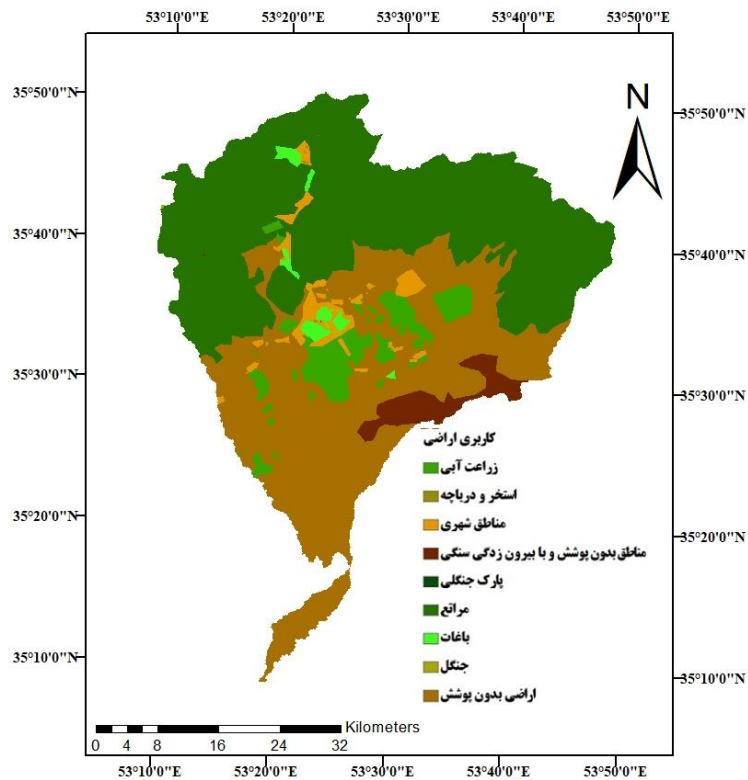 53°10'0"E 53°20'0"E 53°30'0"E 53°40'0"E 53°50'0"E
35°50'0"N
35°40'0"N
35°30'0"N
35°20'0"N
35°10'0"N
35°50'0"N
35°40'0"N
35°30'0"N
35°20'0"N
35°10'0"N
N
کاربری اراضی
زراعت آبی
استخر و دریاچه
مناطق شهری
مناطق بدون پوشش و با بیرون زدگی سنگی
پارک جنگلی
مراتع
باغات
جنگل
اراضی بدون پوشش
Kilometers
0 4 8 16 24 32
53°10'0"E 53°20'0"E 53°30'0"E 53°40'0"E 53°50'0"E